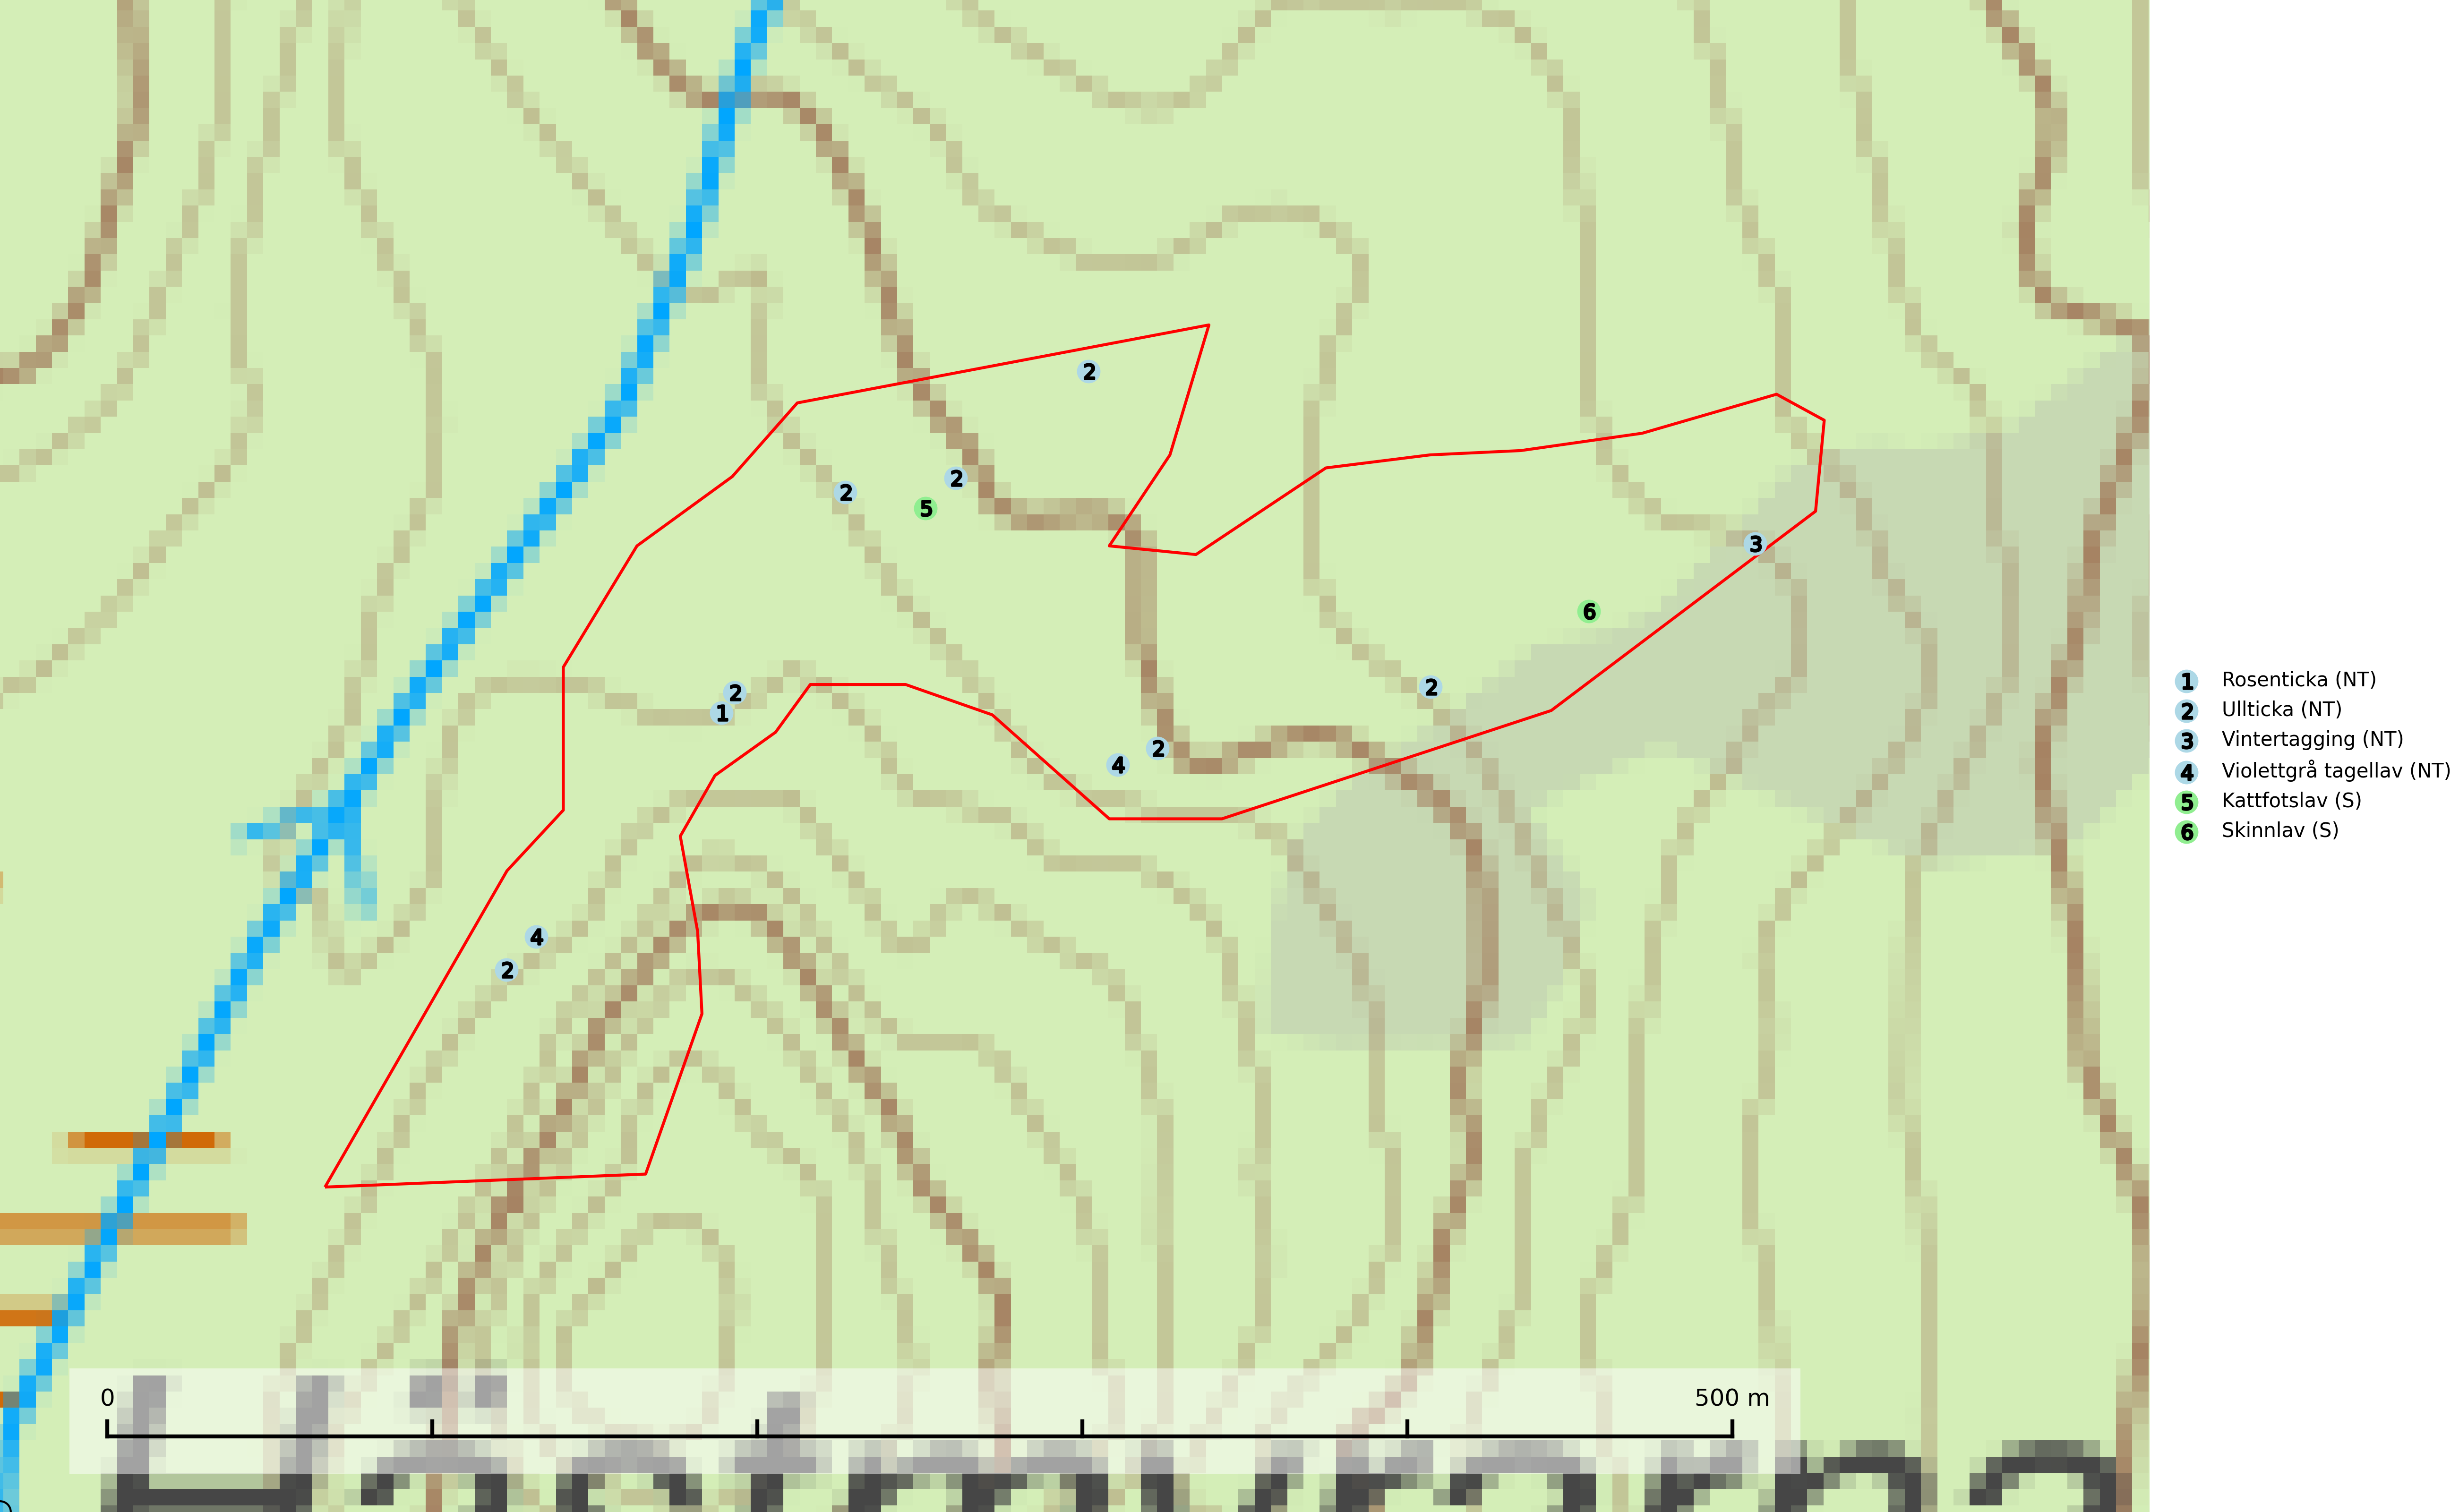 2
2
2
5
3
6
2
2
1
2
4
4
2
1 Rosenticka (NT)
2 Ullticka (NT)
3 Vintertagging (NT)
4 Violettgrå tagellav (NT)
5 Kattfotslav (S)
6 Skinnlav (S)
0 500 m